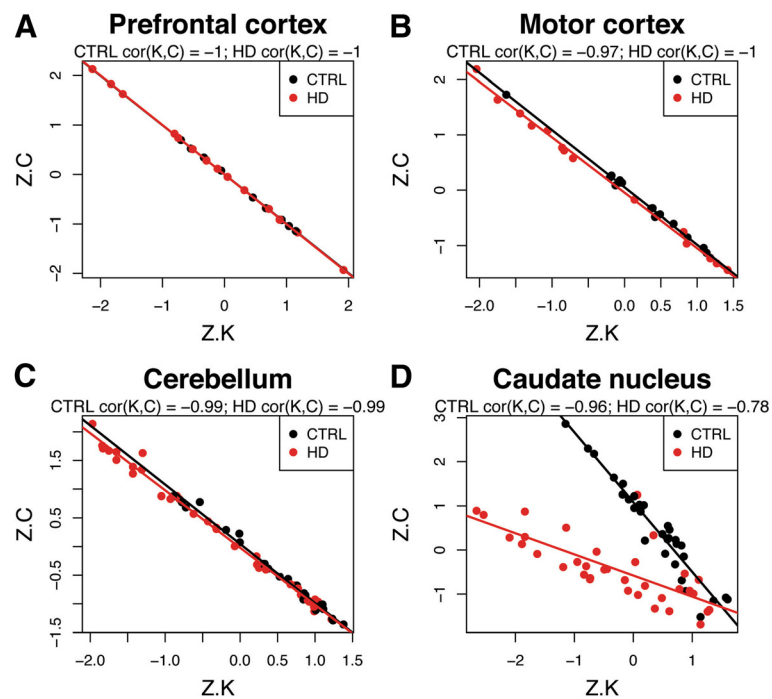 A Prefrontal cortex
CTRL cor(K,C) = −1; HD cor(K,C) = −1
CTRL
HD
Z.C
2
1
0
−1
−2
−2 −1 0 1 2
Z.K
B Motor cortex
CTRL cor(K,C) = −0.97; HD cor(K,C) = −1
CTRL
HD
Z.C
2
1
0
−1
−2.0 −1.0 0.0 1.0 1.5
Z.K
C Cerebellum
CTRL cor(K,C) = −0.99; HD cor(K,C) = −0.99
CTRL
HD
Z.C
1.5
0.5
−0.5
−1.5
−2.0 −1.0 0.0 0.5 1.0 1.5
Z.K
D Caudate nucleus
CTRL cor(K,C) = −0.96; HD cor(K,C) = −0.78
CTRL
HD
Z.C
3
2
1
0
−1
−2 −1 0 1
Z.K